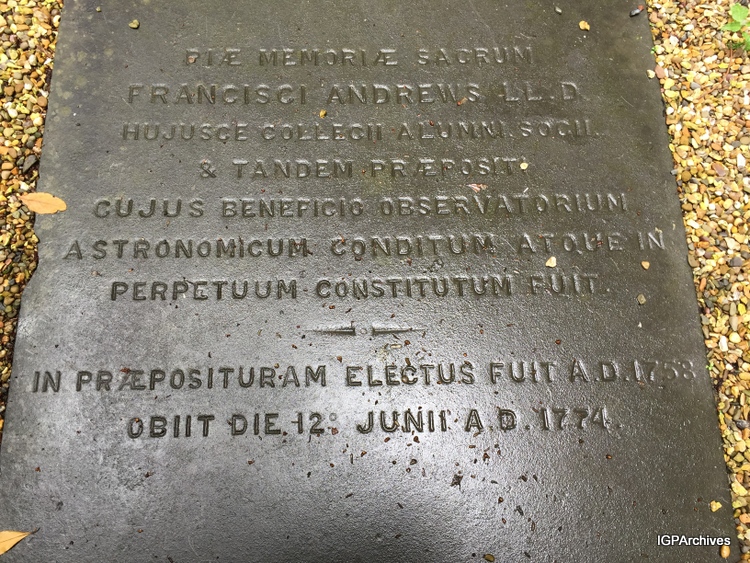 PIÆ MEMORIÆ SACRUM
FRANCISCI ANDREWS LL.D.
HUJUSCE COLLEGII ALUMNI. SOCII.
& TANDEM PRÆPOSITI
CUJUS BENEFICIO OBSERVATORIUM
ASTRONOMICUM CONDITUM ATQUE IN
PERPETUUM CONSTITUTUM FUIT.
IN PRÆPOSITURAM ELECTUS FUIT A.D. 1758
OBIIT DIE 12º JUNII A.D. 1774.
IGPArchives